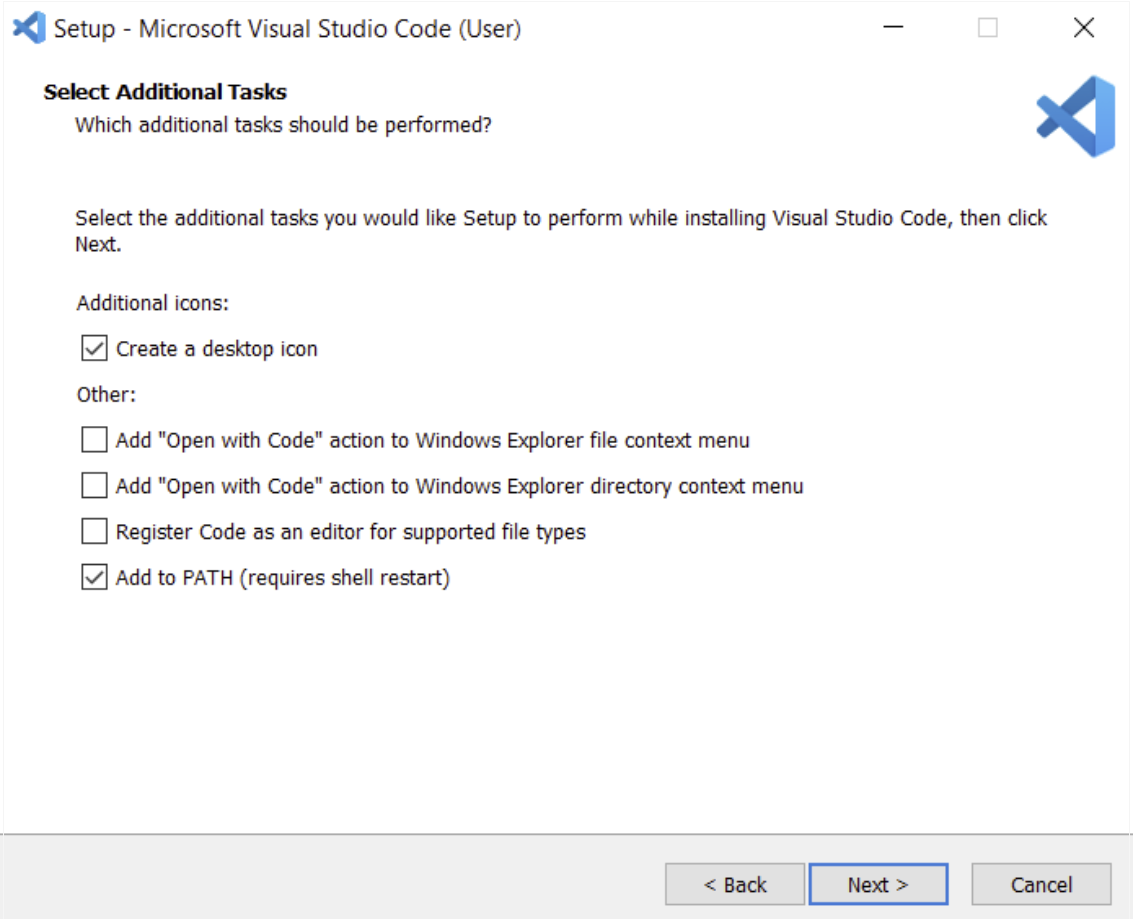 Setup - Microsoft Visual Studio Code (User)
Select Additional Tasks
Which additional tasks should be performed?
Select the additional tasks you would like Setup to perform while installing Visual Studio Code, then click
Next.
Additional icons:
Create a desktop icon
Other:
Add "Open with Code" action to Windows Explorer file context menu
Add "Open with Code" action to Windows Explorer directory context menu
Register Code as an editor for supported file types
Add to PATH (requires shell restart)
< Back Next > Cancel